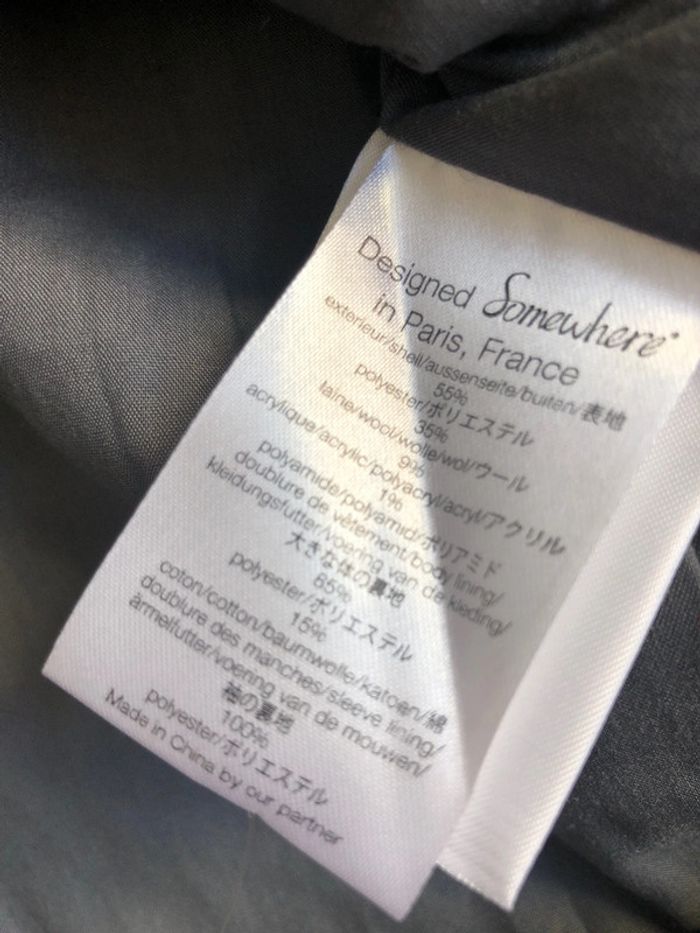 Designed Somewhere®
in Paris, France
exterieur/shell/aussenseite/buiten/表地
55%
polyester/ポリエステル
35%
laine/wool/wolle/wol/ウール
9%
acrylique/acrylic/polyacryl/acryl/アクリル
1%
polyamide/polyamid/ポリアミド
doublure de vêtement/body lining/
kleidungsfutter/voering van de kleding/
大きな体の裏地
85%
polyester/ポリエステル
15%
coton/cotton/baumwolle/katoen/綿
doublure des manches/sleeve lining/
ärmelfutter/voering van de mouwen/
袖の裏地
100%
polyester/ポリエステル
Made in China by our partner